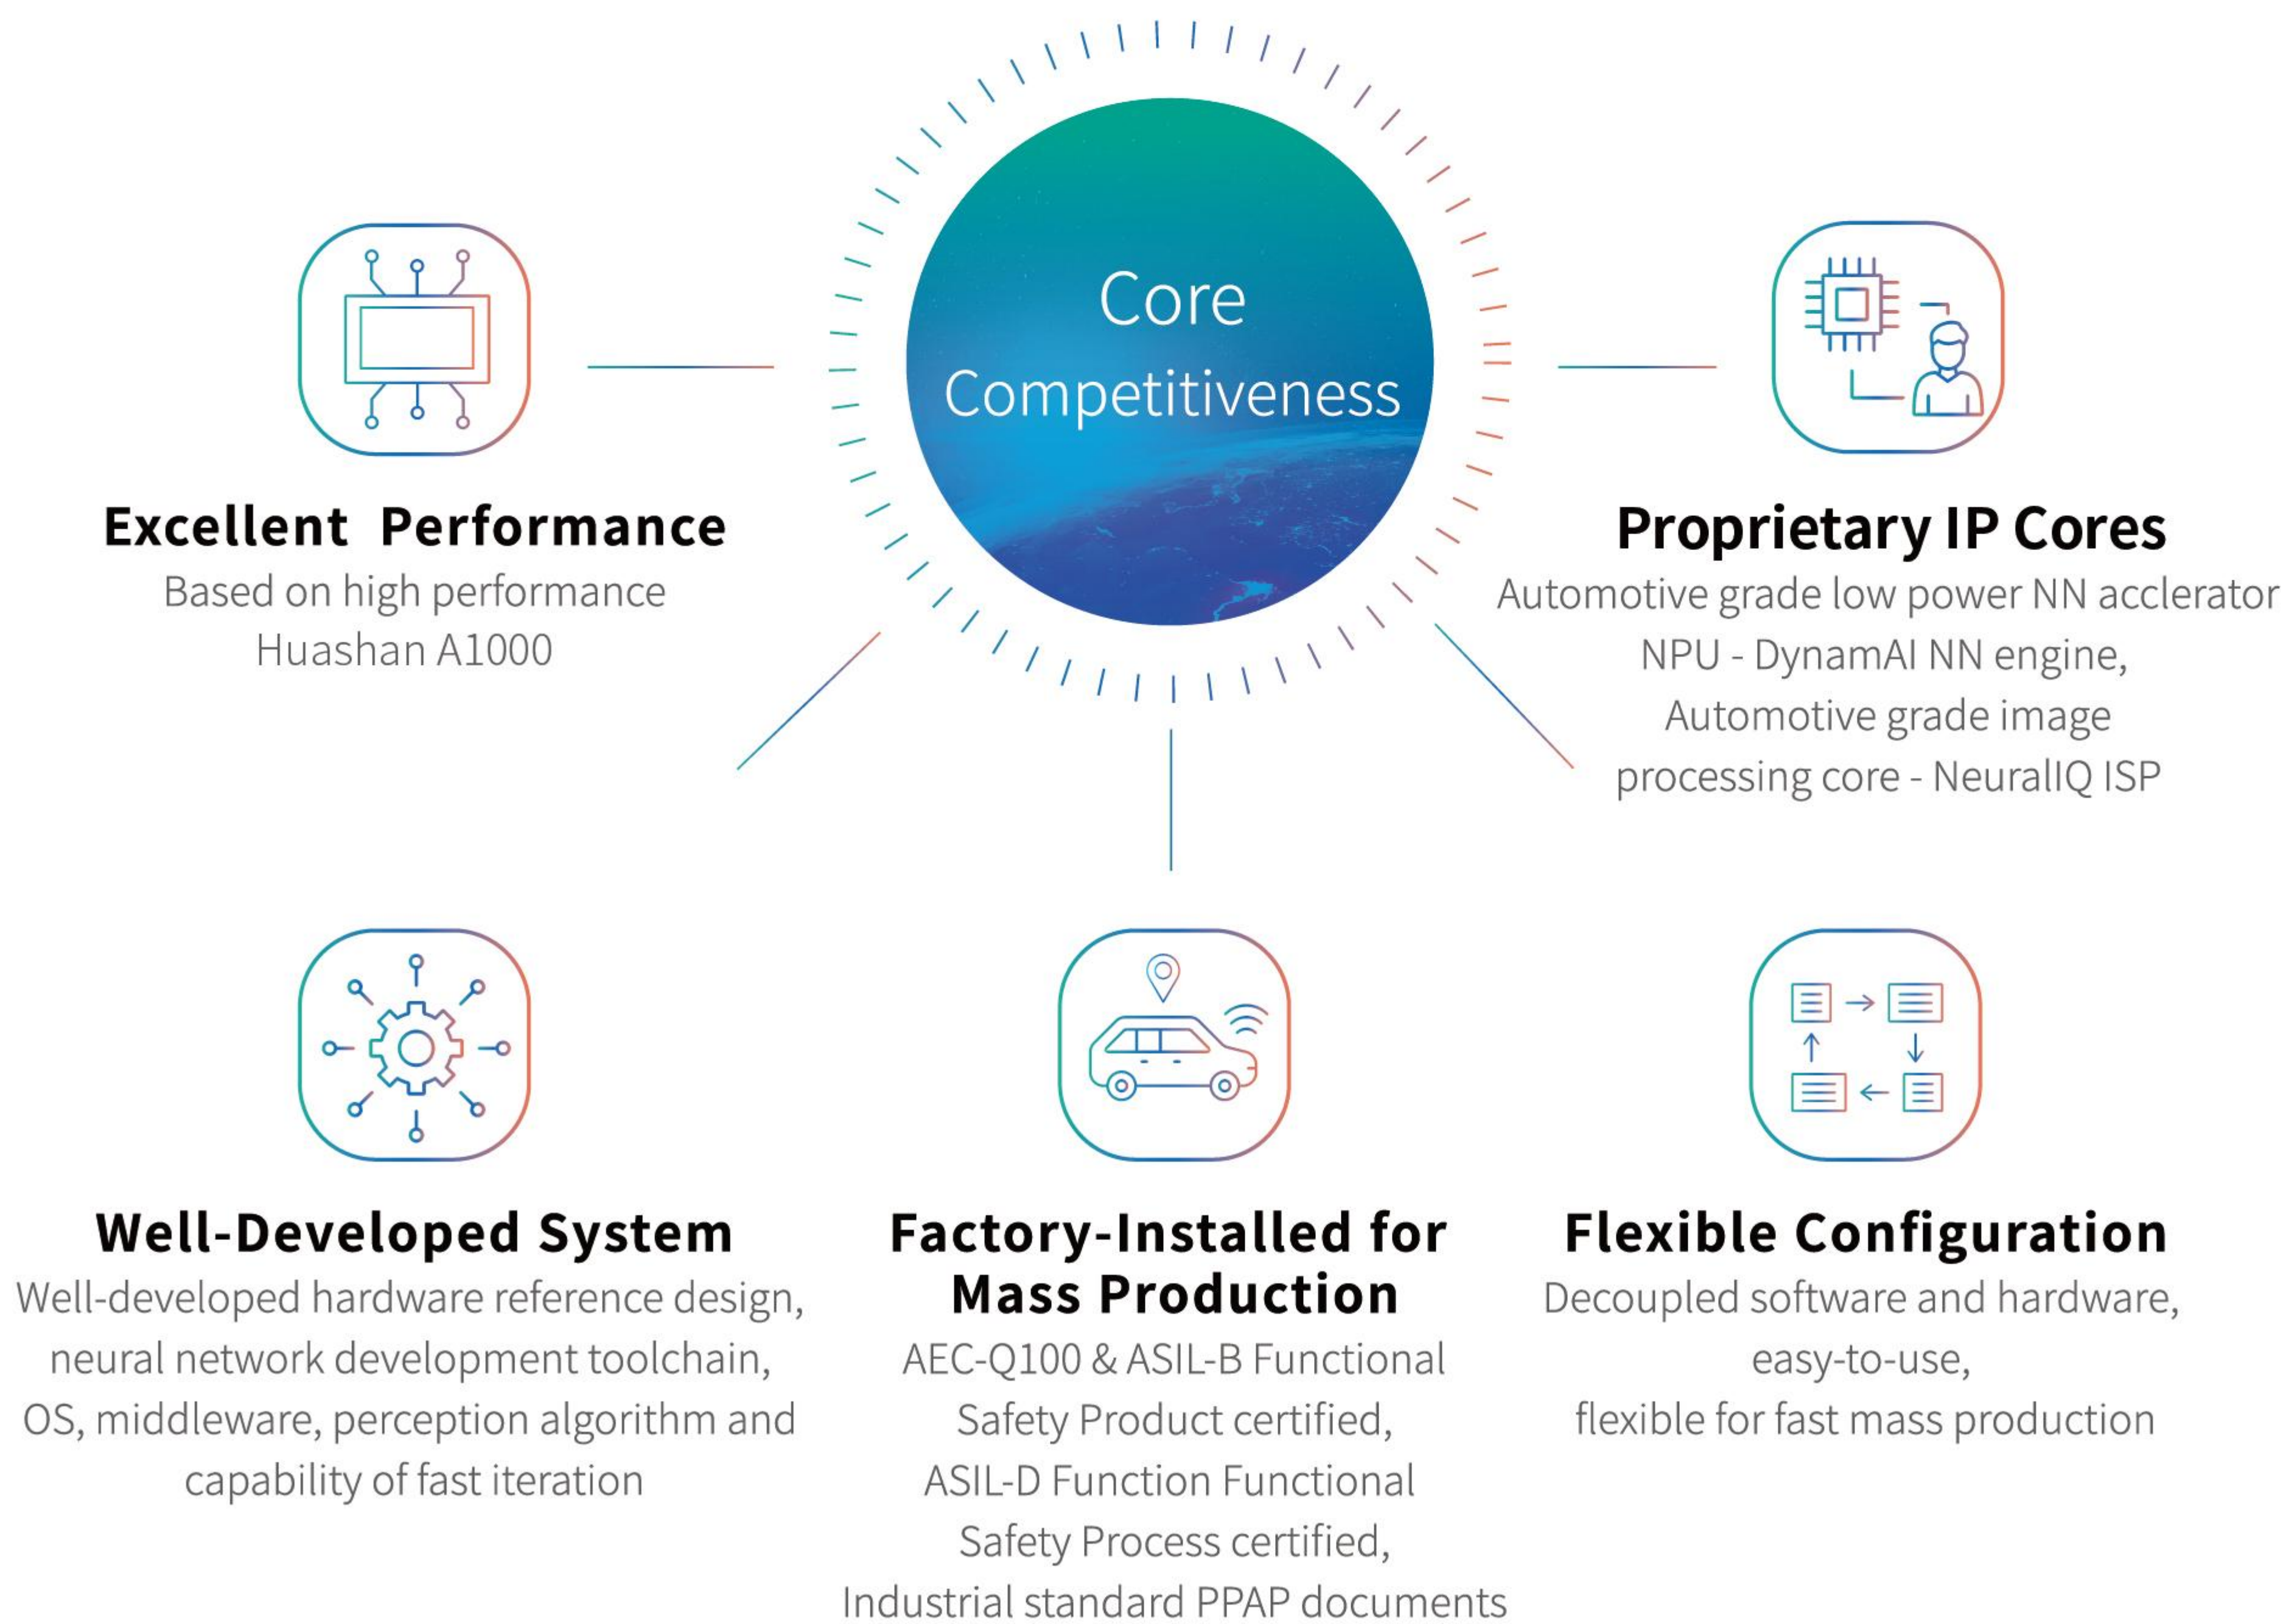 Core
Competitiveness
Excellent Performance
Based on high performance
Huashan A1000
Proprietary IP Cores
Automotive grade low power NN acclerator
NPU - DynamAI NN engine,
Automotive grade image
processing core - NeuralIQ ISP
Well-Developed System
Well-developed hardware reference design,
neural network development toolchain,
OS, middleware, perception algorithm and
capability of fast iteration
Factory-Installed for
Mass Production
AEC-Q100 & ASIL-B Functional
Safety Product certified,
ASIL-D Function Functional
Safety Process certified,
Industrial standard PPAP documents
Flexible Configuration
Decoupled software and hardware,
easy-to-use,
flexible for fast mass production